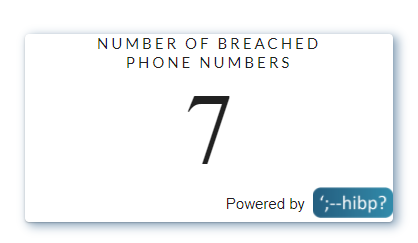 NUMBER OF BREACHED
PHONE NUMBERS
7
Powered by ';--hibp?